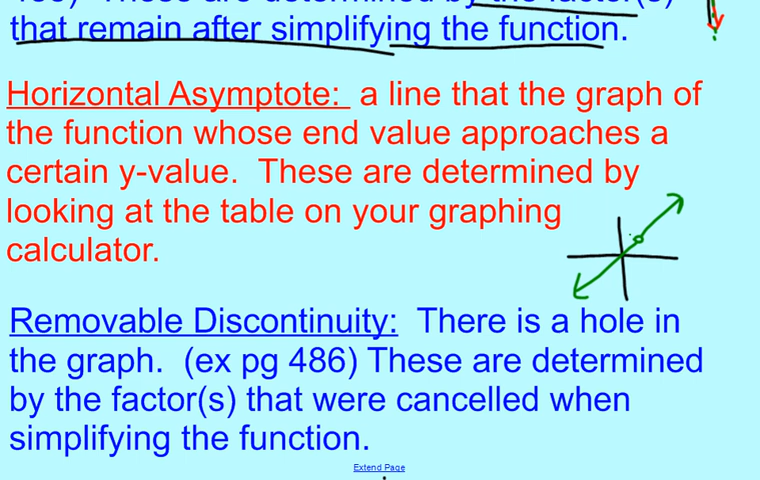 that remain after simplifying the function.
Horizontal Asymptote: a line that the graph of
the function whose end value approaches a
certain y-value. These are determined by
looking at the table on your graphing
calculator.
Removable Discontinuity: There is a hole in
the graph. (ex pg 486) These are determined
by the factor(s) that were cancelled when
simplifying the function.
Extend Page